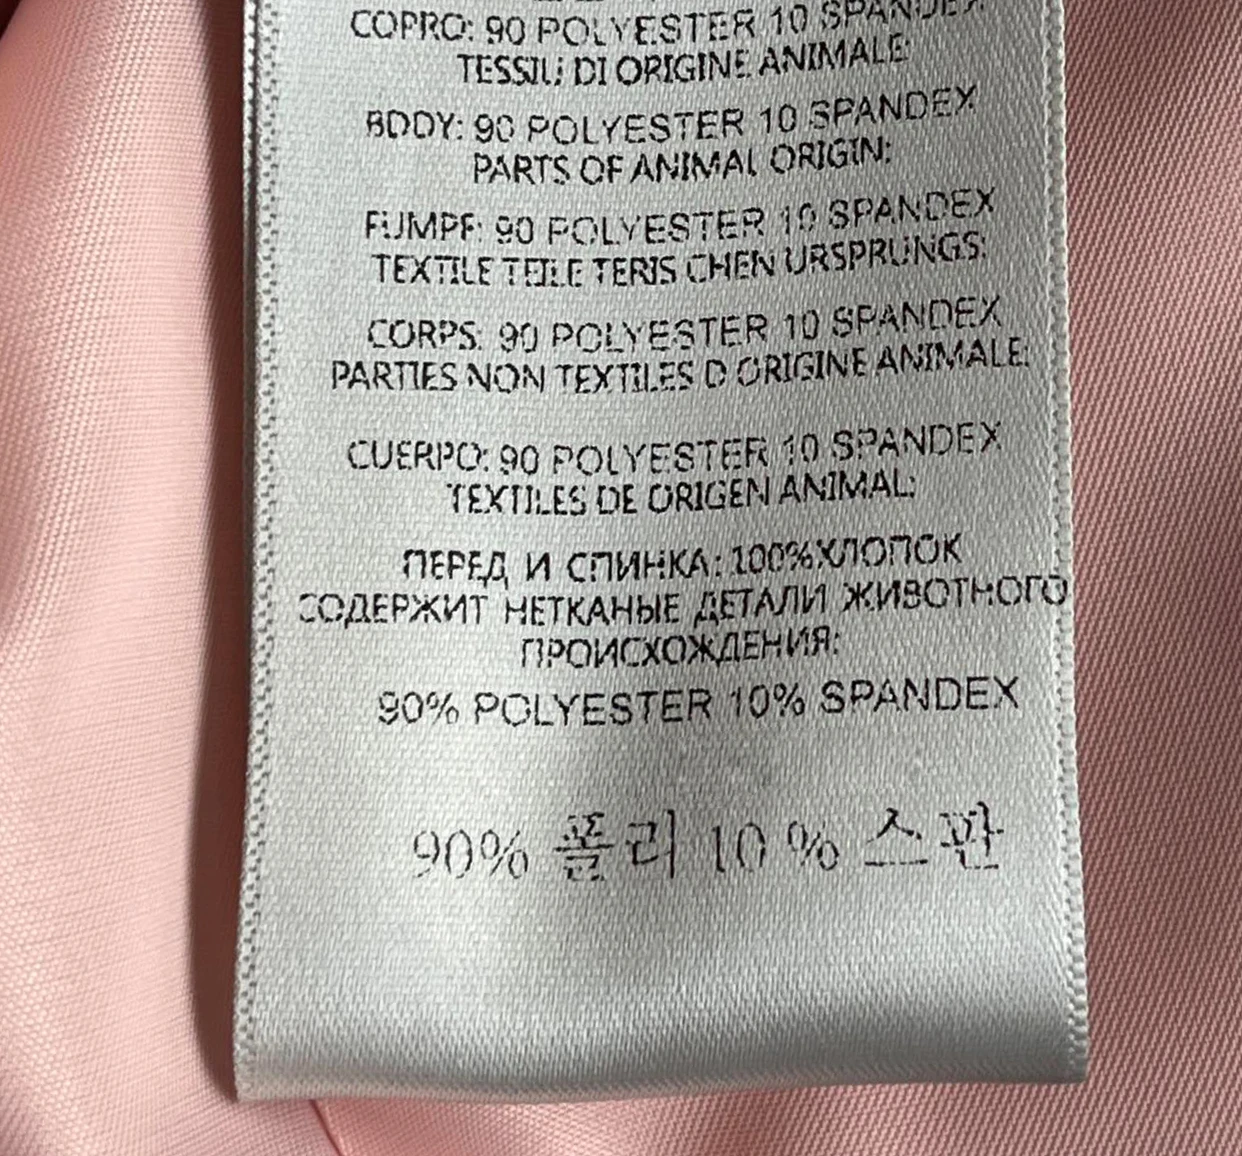 COPRO: 90 POLYESTER 10 SPANDEX
TESSILI DI ORIGINE ANIMALE:
BODY: 90 POLYESTER 10 SPANDEX
PARTS OF ANIMAL ORIGIN:
FUMPF: 90 POLYESTER 10 SPANDEX
TEXTILE TEILE TERIS CHEN URSPRUNGS:
CORPS: 90 POLYESTER 10 SPANDEX
PARTIES NON TEXTILES D ORIGINE ANIMALE:
CUERPO: 90 POLYESTER 10 SPANDEX
TEXTILES DE ORIGEN ANIMAL:
ПЕРЕД И СПИНКА: 100%ХЛОПОК
СОДЕРЖИТ НЕТКАНЫЕ ДЕТАЛИ ЖИВОТНОГО
ПРОИСХОЖДЕНИЯ:
90% POLYESTER 10% SPANDEX
90% 폴리 10 % 스판